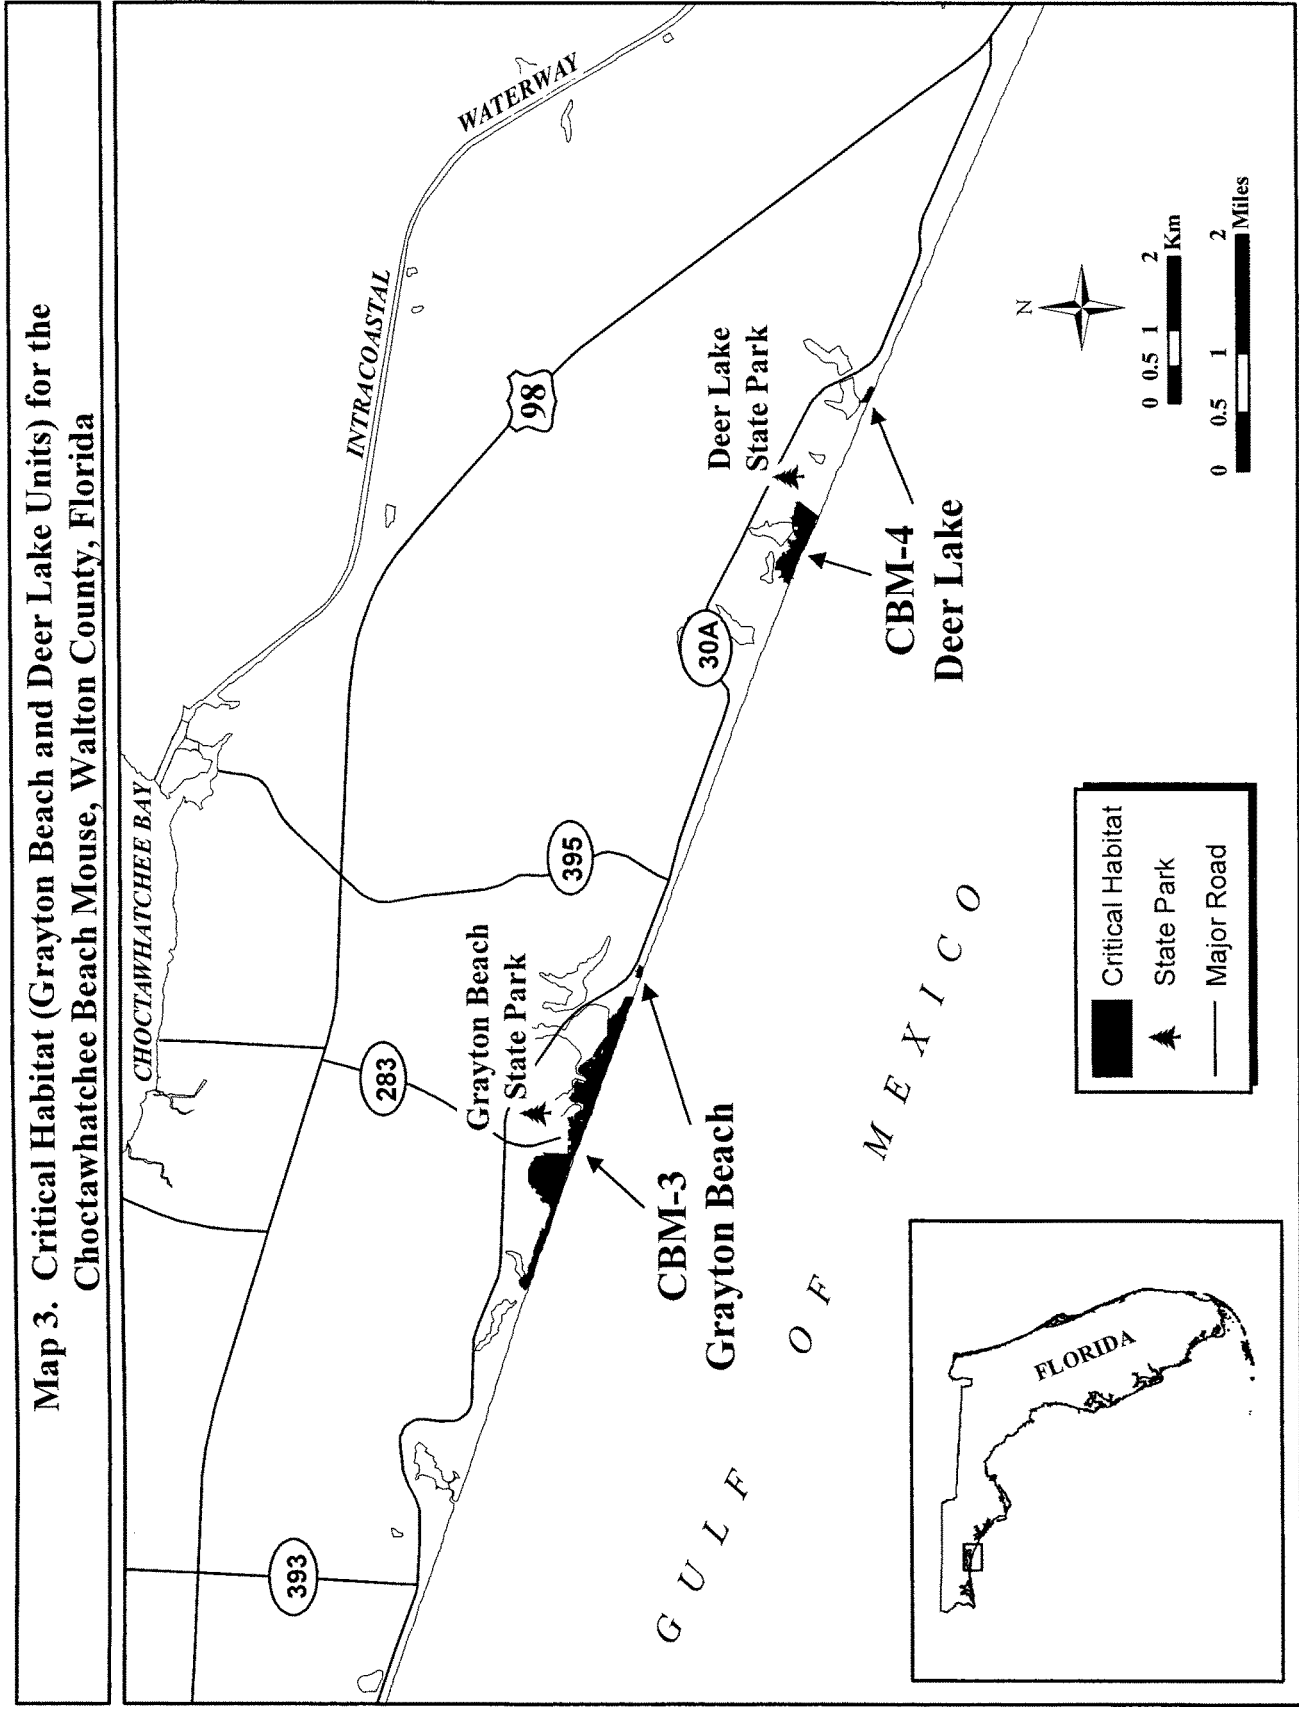 Map 3. Critical Habitat (Grayton Beach and Deer Lake Units) for the
Choctawhatchee Beach Mouse, Walton County, Florida
CHOCTAWHATCHEE BAY
INTRACOASTAL
WATERWAY
393
283
98
395
Grayton Beach
State Park
30A
Deer Lake
State Park
CBM-3
Grayton Beach
CBM-4
Deer Lake
GULF OF MEXICO
FLORIDA
Critical Habitat
State Park
Major Road
N
0 0.5 1 2
Km
0 0.5 1 2
Miles